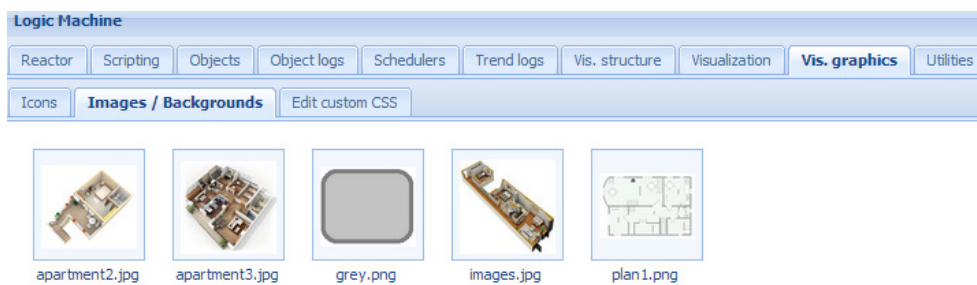 Logic Machine
Reactor Scripting Objects Object logs Schedulers Trend logs Vis. structure Visualization Vis. graphics Utilities
Icons Images / Backgrounds Edit custom CSS
apartment2.jpg apartment3.jpg grey.png images.jpg plan1.png